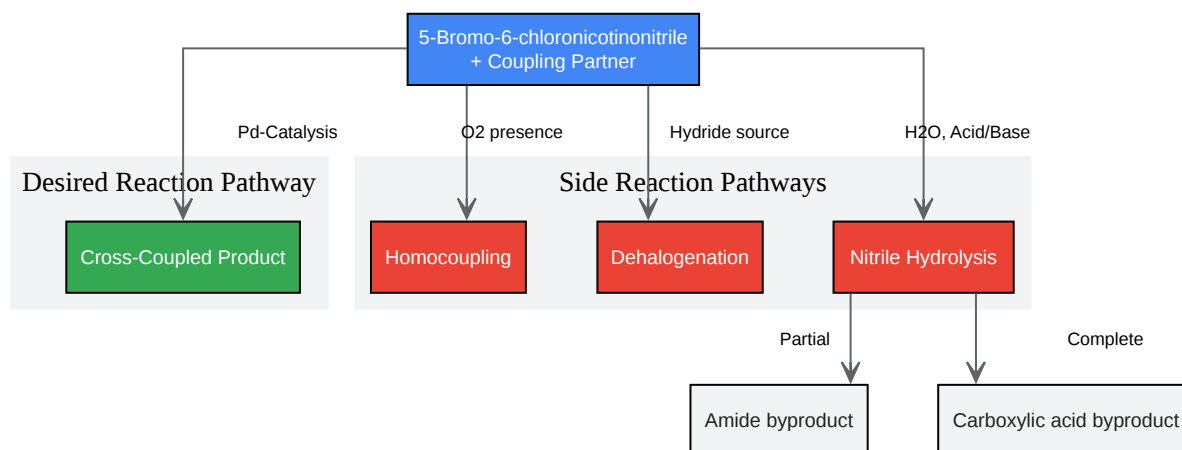 5-Bromo-6-chloronicotinonitrile
+ Coupling Partner
Pd-Catalysis
O2 presence
Hydride source
H2O, Acid/Base
Desired Reaction Pathway
Side Reaction Pathways
Cross-Coupled Product
Homocoupling
Dehalogenation
Nitrile Hydrolysis
Partial
Complete
Amide byproduct
Carboxylic acid byproduct